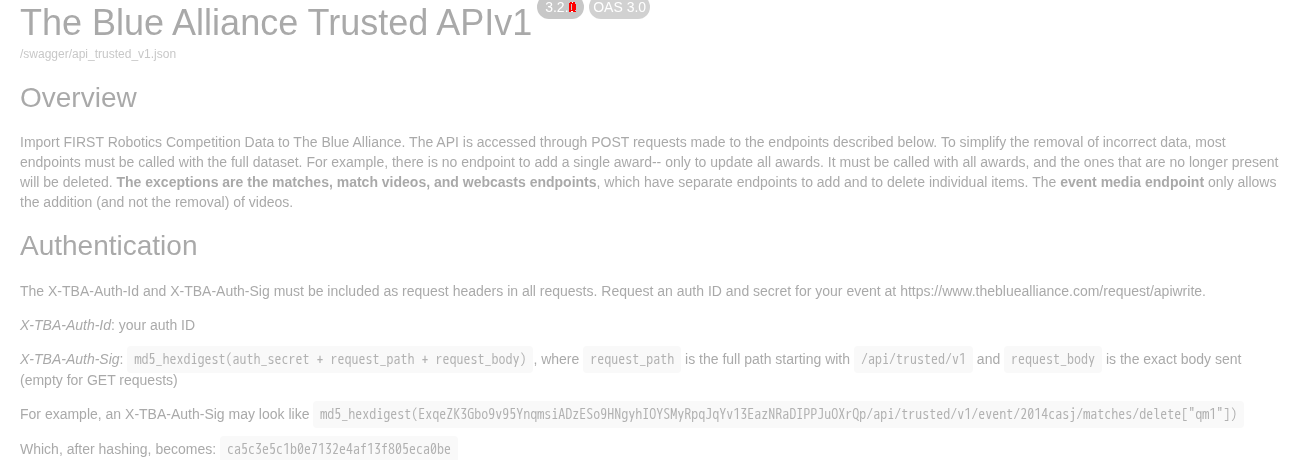 The Blue Alliance Trusted APIv1 3.2 OAS 3.0
/swagger/api_trusted_v1.json
Overview
Import FIRST Robotics Competition Data to The Blue Alliance. The API is accessed through POST requests made to the endpoints described below. To simplify the removal of incorrect data, most
endpoints must be called with the full dataset. For example, there is no endpoint to add a single award-- only to update all awards. It must be called with all awards, and the ones that are no longer present
will be deleted. The exceptions are the matches, match videos, and webcasts endpoints, which have separate endpoints to add and to delete individual items. The event media endpoint only allows
the addition (and not the removal) of videos.
Authentication
The X-TBA-Auth-Id and X-TBA-Auth-Sig must be included as request headers in all requests. Request an auth ID and secret for your event at https://www.thebluealliance.com/request/apiwrite.
X-TBA-Auth-Id: your auth ID
X-TBA-Auth-Sig: md5_hexdigest(auth_secret + request_path + request_body) , where request_path is the full path starting with /api/trusted/v1 and request_body is the exact body sent
(empty for GET requests)
For example, an X-TBA-Auth-Sig may look like md5_hexdigest(ExqeZK3Gbo9v95YnqmsiADzESo9HNgyhIOYSMyRpqJqYv13EazNRaDIPPJuOXrQp/api/trusted/v1/event/2014casj/matches/delete["qm1"])
Which, after hashing, becomes: ca5c3e5c1b0e7132e4af13f805eca0be